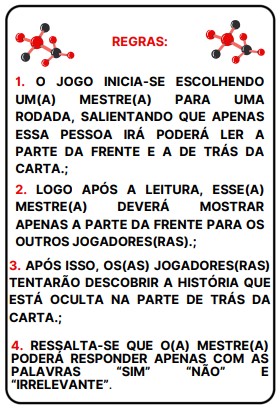 REGRAS:
1. O JOGO INICIA-SE ESCOLHENDO
UM(A) MESTRE(A) PARA UMA
RODADA, SALIENTANDO QUE APENAS
ESSA PESSOA IRÁ PODERÁ LER A
PARTE DA FRENTE E A DE TRÁS DA
CARTA.;
2. LOGO APÓS A LEITURA, ESSE(A)
MESTRE(A) DEVERÁ MOSTRAR
APENAS A PARTE DA FRENTE PARA OS
OUTROS JOGADORES(RAS).;
3. APÓS ISSO, OS(AS) JOGADORES(RAS)
TENTARÃO DESCOBRIR A HISTÓRIA QUE
ESTÁ OCULTA NA PARTE DE TRÁS DA
CARTA.;
4. RESSALTA-SE QUE O(A) MESTRE(A)
PODERÁ RESPONDER APENAS COM AS
PALAVRAS “SIM” “NÃO” E
“IRRELEVANTE”.